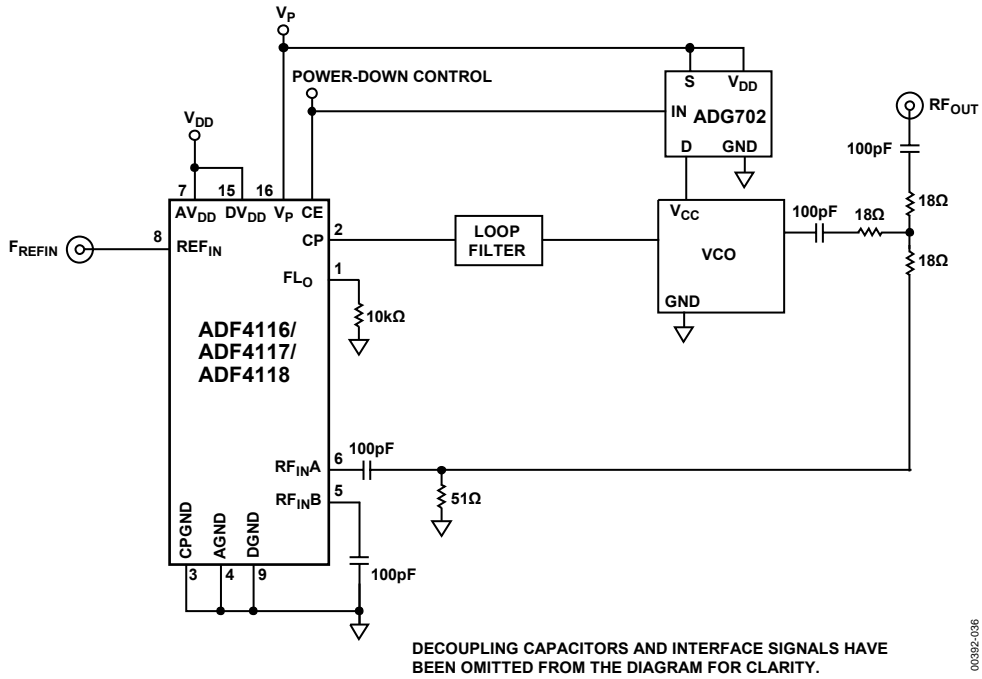 VP
POWER-DOWN CONTROL
S VDD
IN ADG702
D GND
RFOUT
100pF
18Ω
VDD
7 15 16
AVDD DVDD VP CE
FREFIN
8
REFIN
CP
2
LOOP
FILTER
VCC
VCO
GND
100pF
18Ω
18Ω
FLO
1
10kΩ
ADF4116/
ADF4117/
ADF4118
RFINA
6
100pF
51Ω
RFINB
5
100pF
CPGND
AGND
DGND
3 4 9
DECOUPLING CAPACITORS AND INTERFACE SIGNALS HAVE
BEEN OMITTED FROM THE DIAGRAM FOR CLARITY.
00392-036